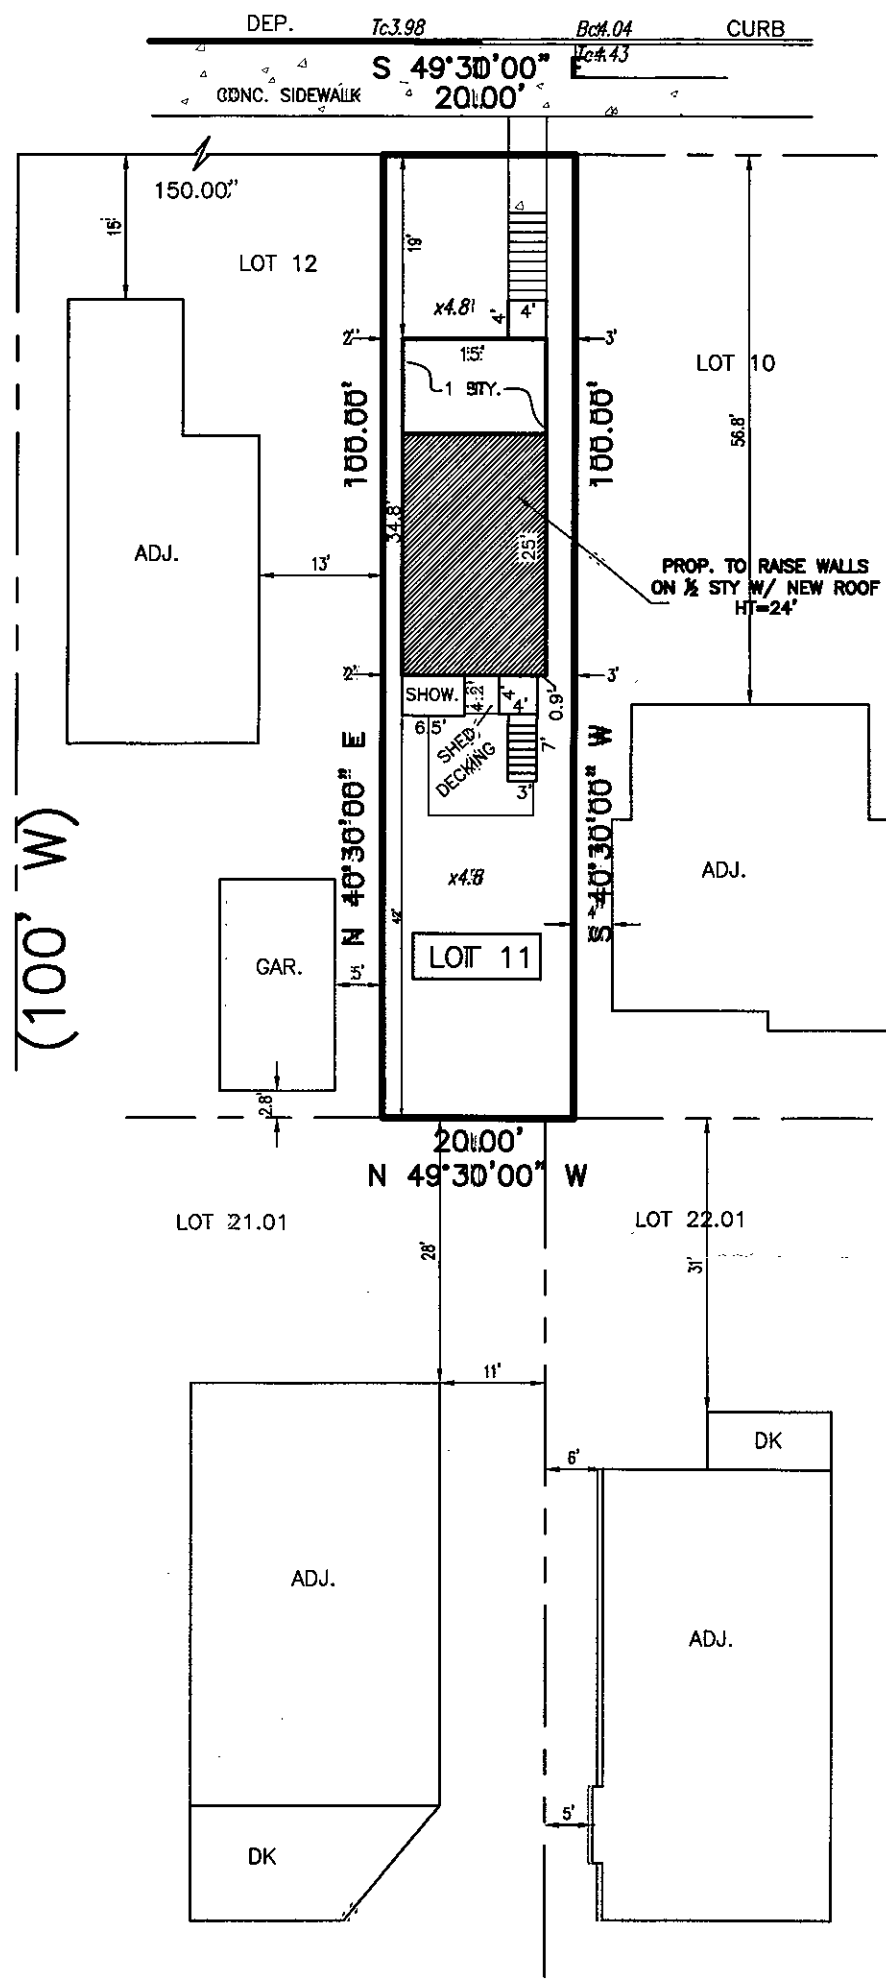 DEP. Tc3.98 Bc4.04 CURB
Tc4.43
S 49°30'00" E
CONC. SIDEWALK 20.00'
150.00'
15'
19'
LOT 12
x4.8
4'
4'
2'
3'
15'
1 STY.
LOT 10
56.8'
100.00'
100.00'
34.8'
25'
ADJ.
13'
PROP. TO RAISE WALLS
ON ½ STY W/ NEW ROOF
HT=24'
2'
3'
SHOW.
4.2'
4'
4'
0.9'
6.5'
SHED
DECKING
7'
3'
N 40°30'00" E
S 40°30'00" W
(100' W)
x4.8
ADJ.
42'
4'
LOT 11
GAR.
5'
2.8'
20.00'
N 49°30'00" W
LOT 21.01
LOT 22.01
28'
31'
11'
DK
6'
ADJ.
ADJ.
5'
DK